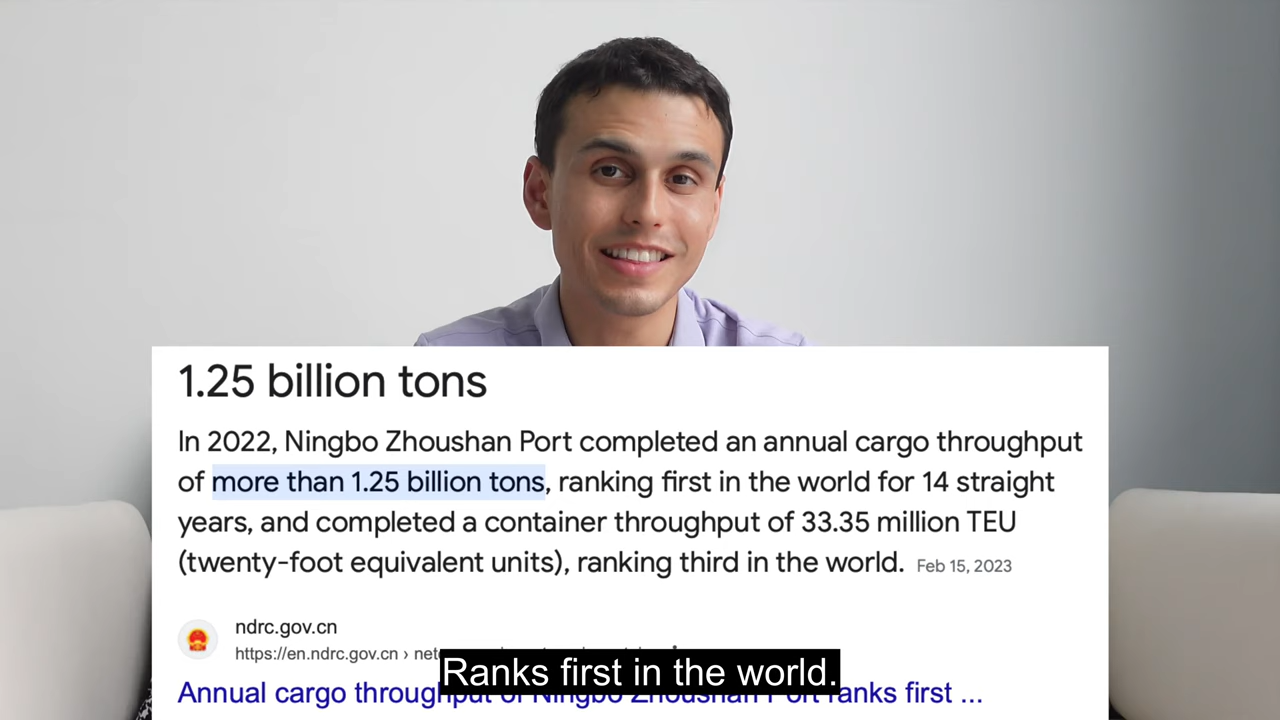 1.25 billion tons
In 2022, Ningbo Zhoushan Port completed an annual cargo throughput
of more than 1.25 billion tons, ranking first in the world for 14 straight
years, and completed a container throughput of 33.35 million TEU
(twenty-foot equivalent units), ranking third in the world. Feb 15, 2023
ndrc.gov.cn
https://en.ndrc.gov.cn ›
Ranks first in the world.
Annual cargo throughput of Ningbo Zhoushan Port ranks first ...